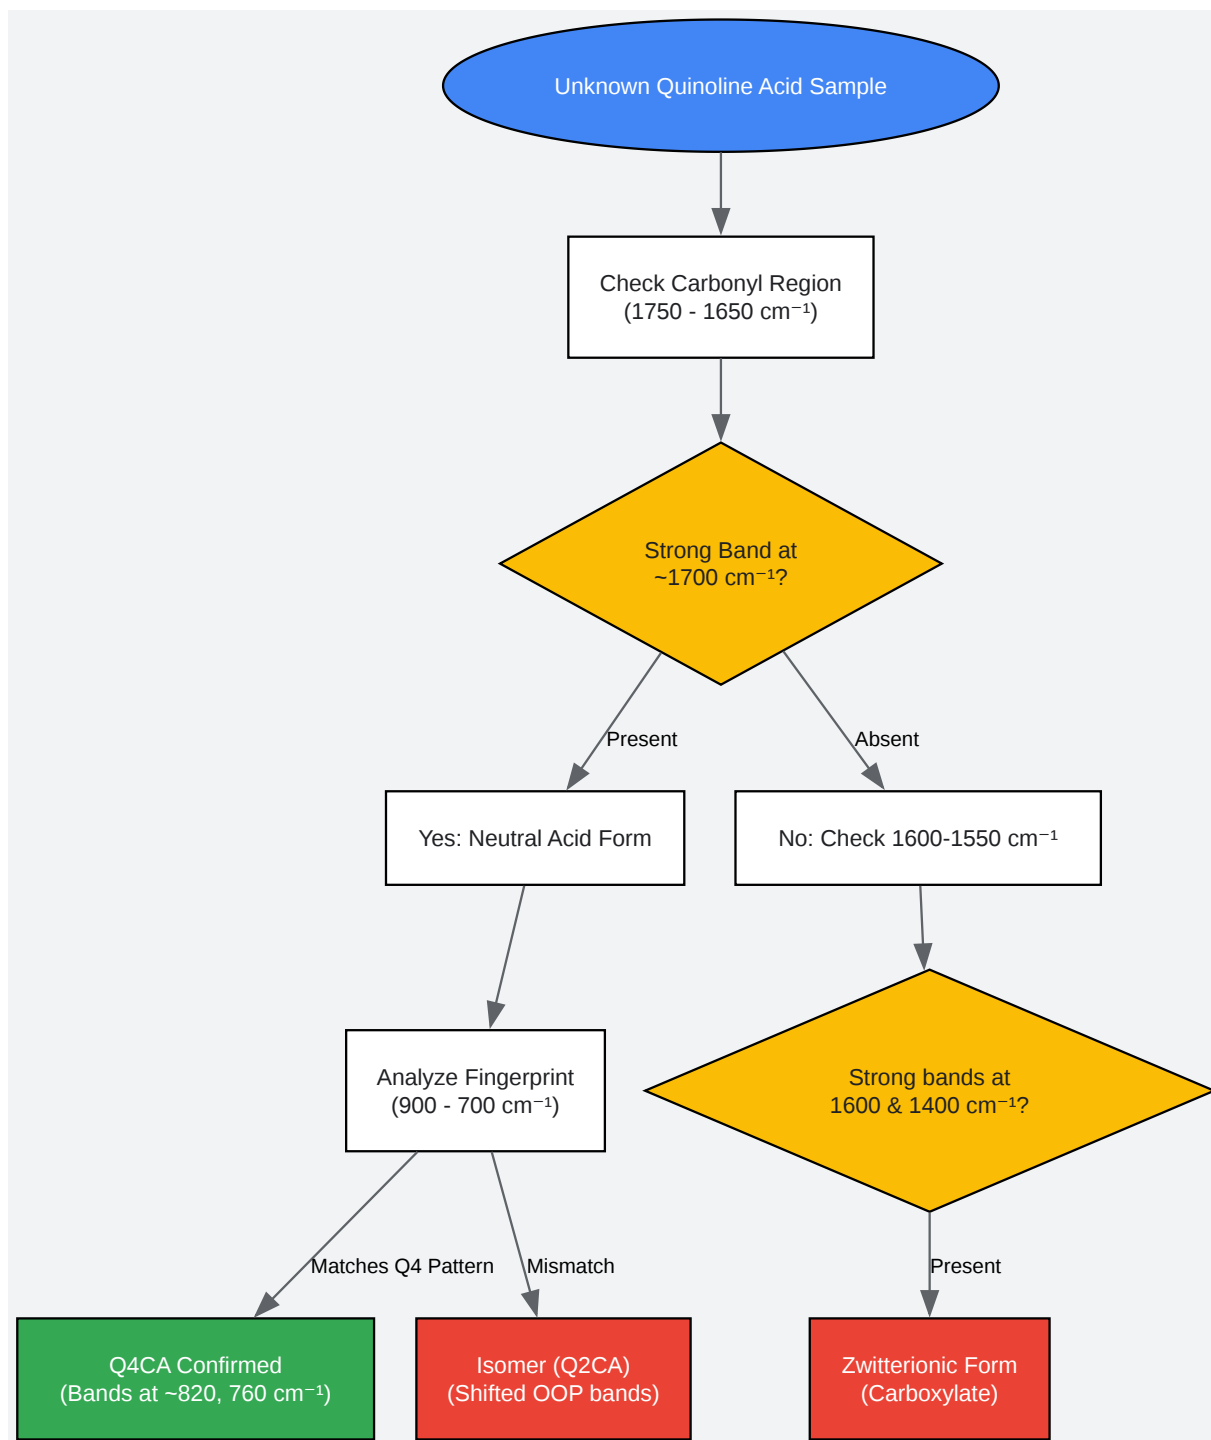 Unknown Quinoline Acid Sample
Check Carbonyl Region
(1750 - 1650 cm⁻¹)
Strong Band at
~1700 cm⁻¹?
Present
Absent
Yes: Neutral Acid Form
No: Check 1600-1550 cm⁻¹
Analyze Fingerprint
(900 - 700 cm⁻¹)
Strong bands at
1600 & 1400 cm⁻¹?
Matches Q4 Pattern
Mismatch
Present
Q4CA Confirmed
(Bands at ~820, 760 cm⁻¹)
Isomer (Q2CA)
(Shifted OOP bands)
Zwitterionic Form
(Carboxylate)